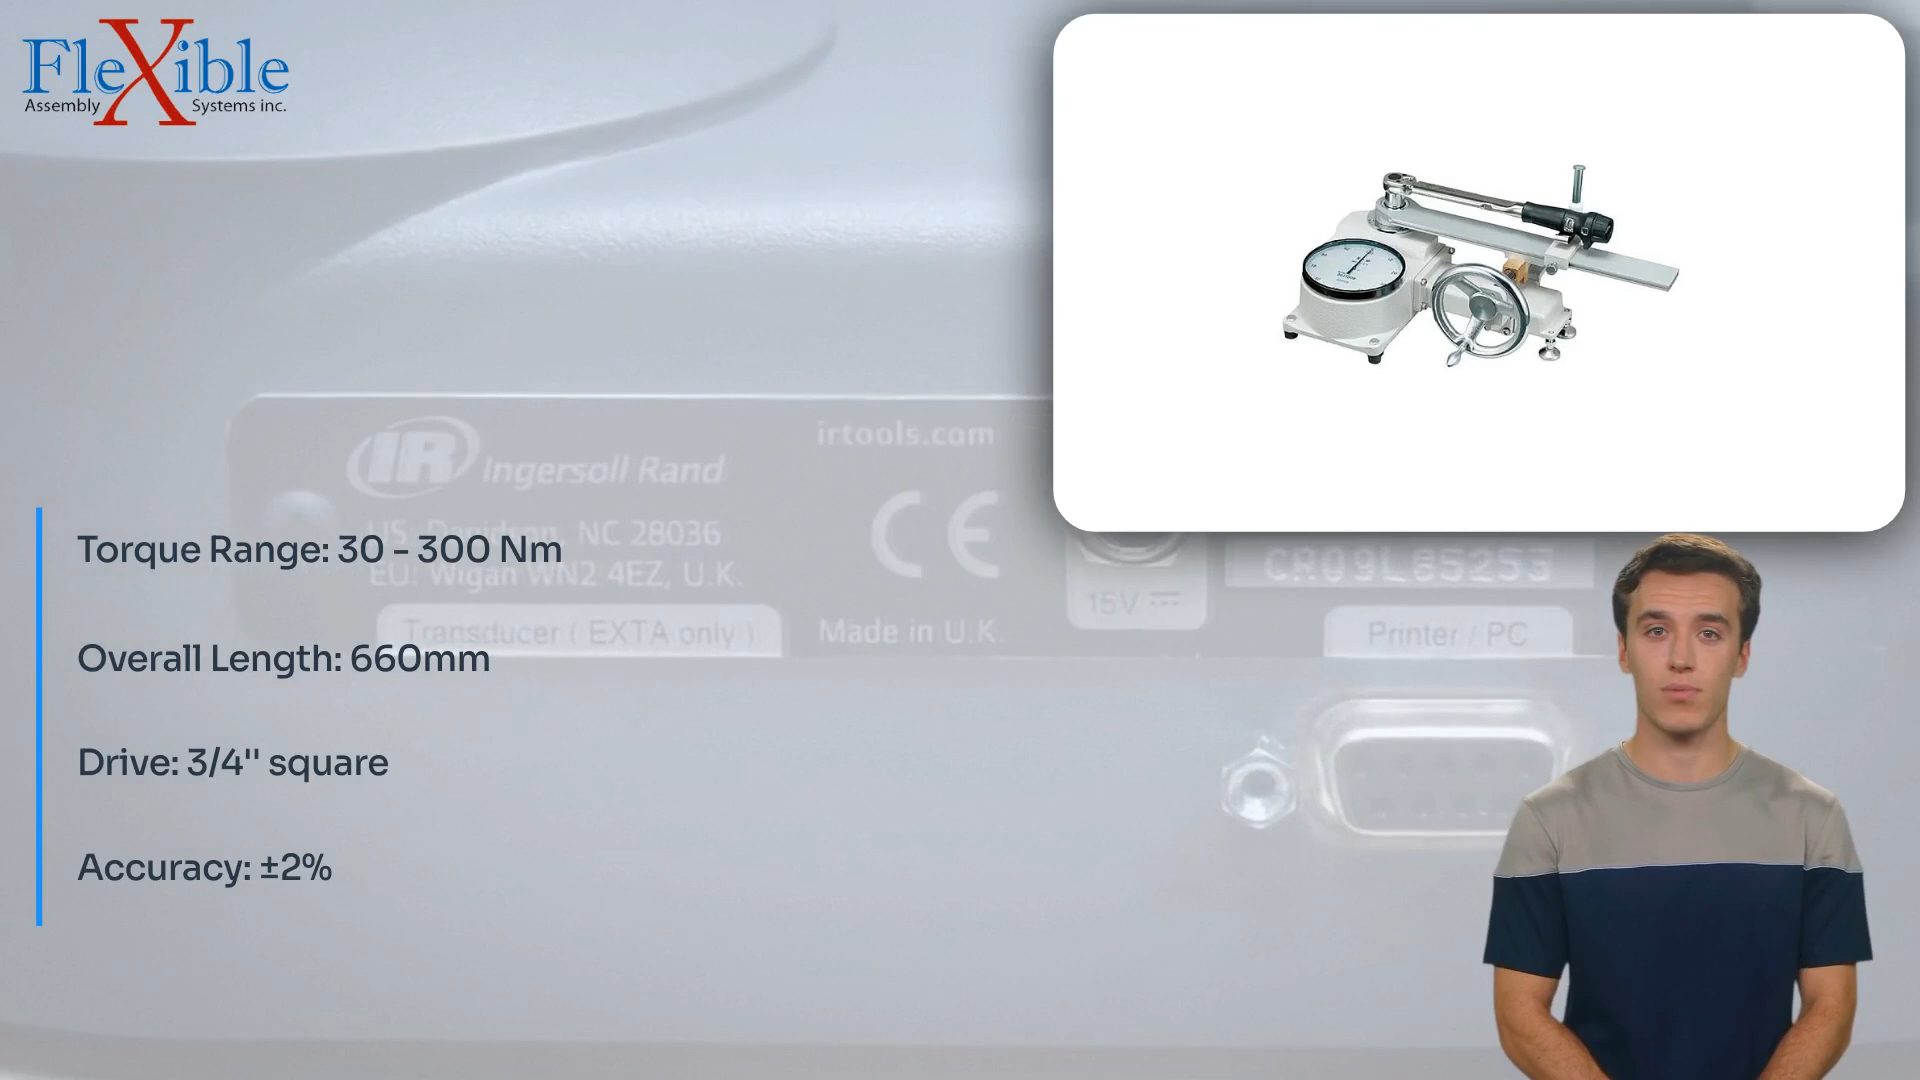 FleXible
Assembly Systems inc.
IR Ingersoll Rand
irtools.com
US: Davidson, NC 28036
EU: Wigan WN2 4EZ, U.K.
CE
Transducer ( EXTA only )
Made in U.K.
15V
Printer / PC
Torque Range: 30 - 300 Nm
Overall Length: 660mm
Drive: 3/4" square
Accuracy: ±2%